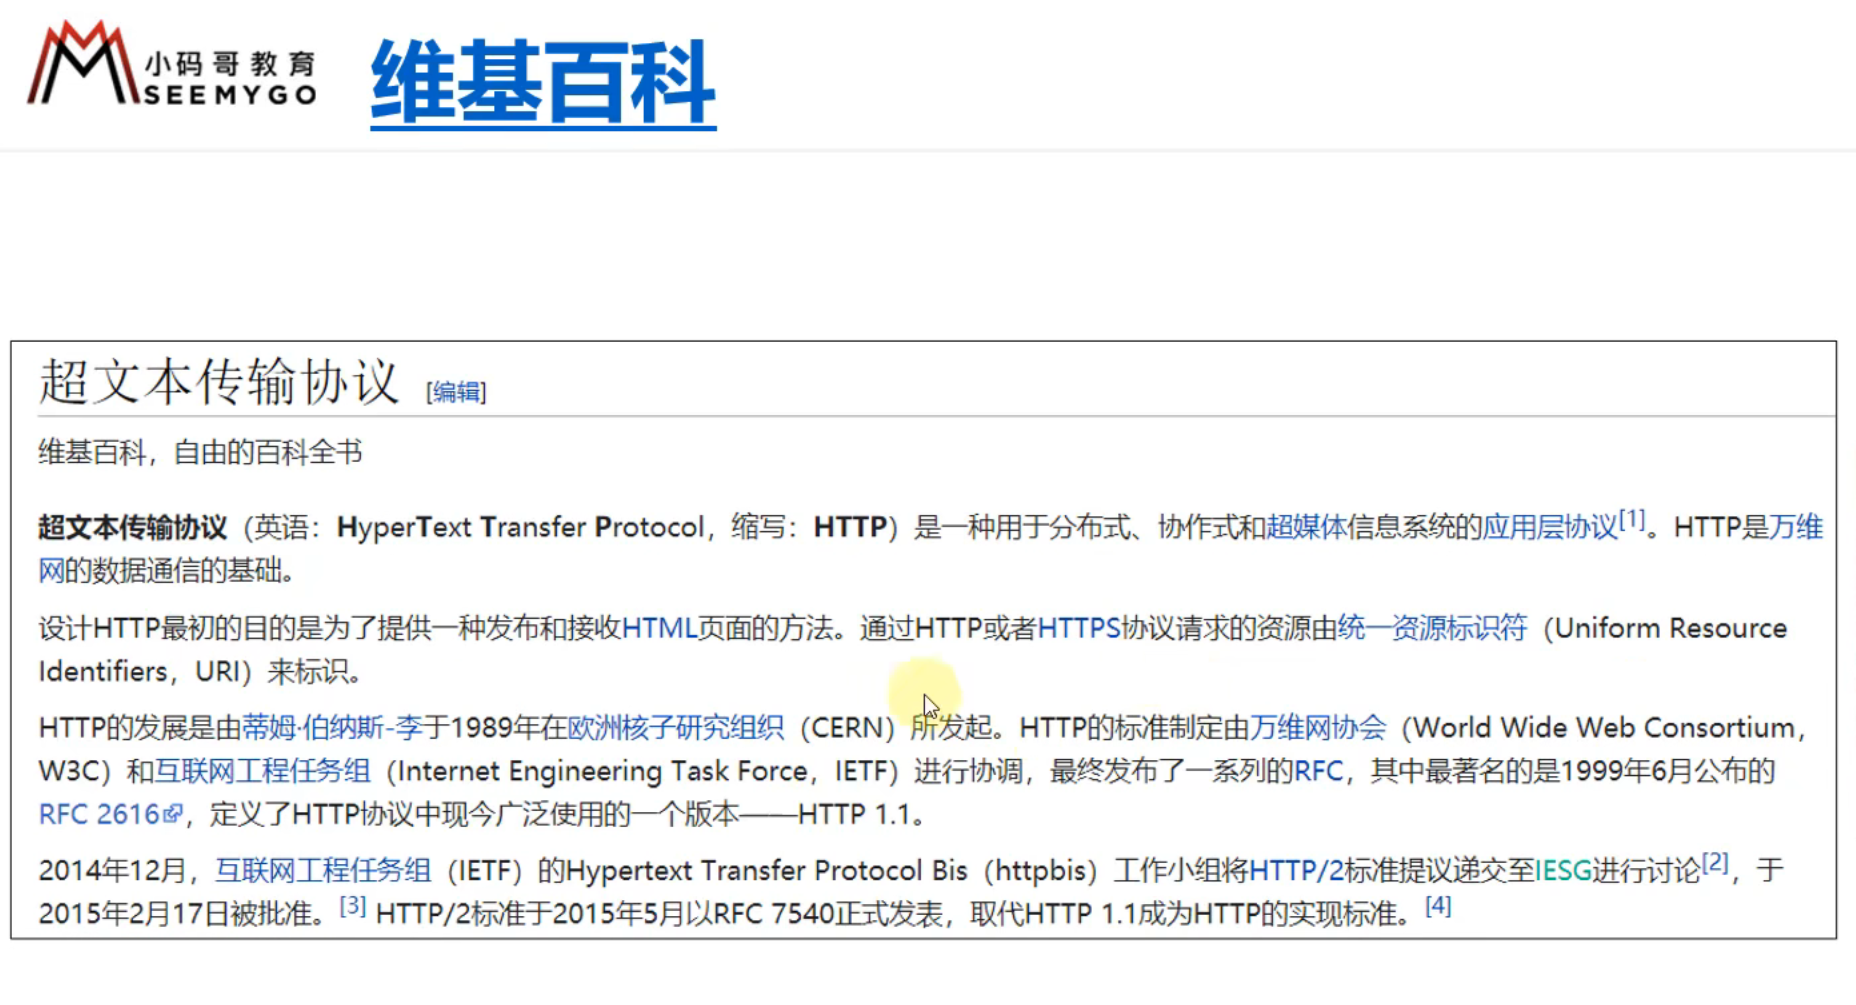 小码哥教育
SEEMYGO
维基百科
超文本传输协议 [编辑]
维基百科，自由的百科全书
超文本传输协议（英语：HyperText Transfer Protocol，缩写：HTTP）是一种用于分布式、协作式和超媒体信息系统的应用层协议[1]。HTTP是万维
网的数据通信的基础。
设计HTTP最初的目的是为了提供一种发布和接收HTML页面的方法。通过HTTP或者HTTPS协议请求的资源由统一资源标识符（Uniform Resource
Identifiers，URI）来标识。
HTTP的发展是由蒂姆·伯纳斯-李于1989年在欧洲核子研究组织（CERN）所发起。HTTP的标准制定由万维网协会（World Wide Web Consortium，
W3C）和互联网工程任务组（Internet Engineering Task Force，IETF）进行协调，最终发布了一系列的RFC，其中最著名的是1999年6月公布的
RFC 2616，定义了HTTP协议中现今广泛使用的一个版本——HTTP 1.1。
2014年12月，互联网工程任务组（IETF）的Hypertext Transfer Protocol Bis（httpbis）工作小组将HTTP/2标准提议递交至IESG进行讨论[2]，于
2015年2月17日被批准。[3] HTTP/2标准于2015年5月以RFC 7540正式发表，取代HTTP 1.1成为HTTP的实现标准。[4]